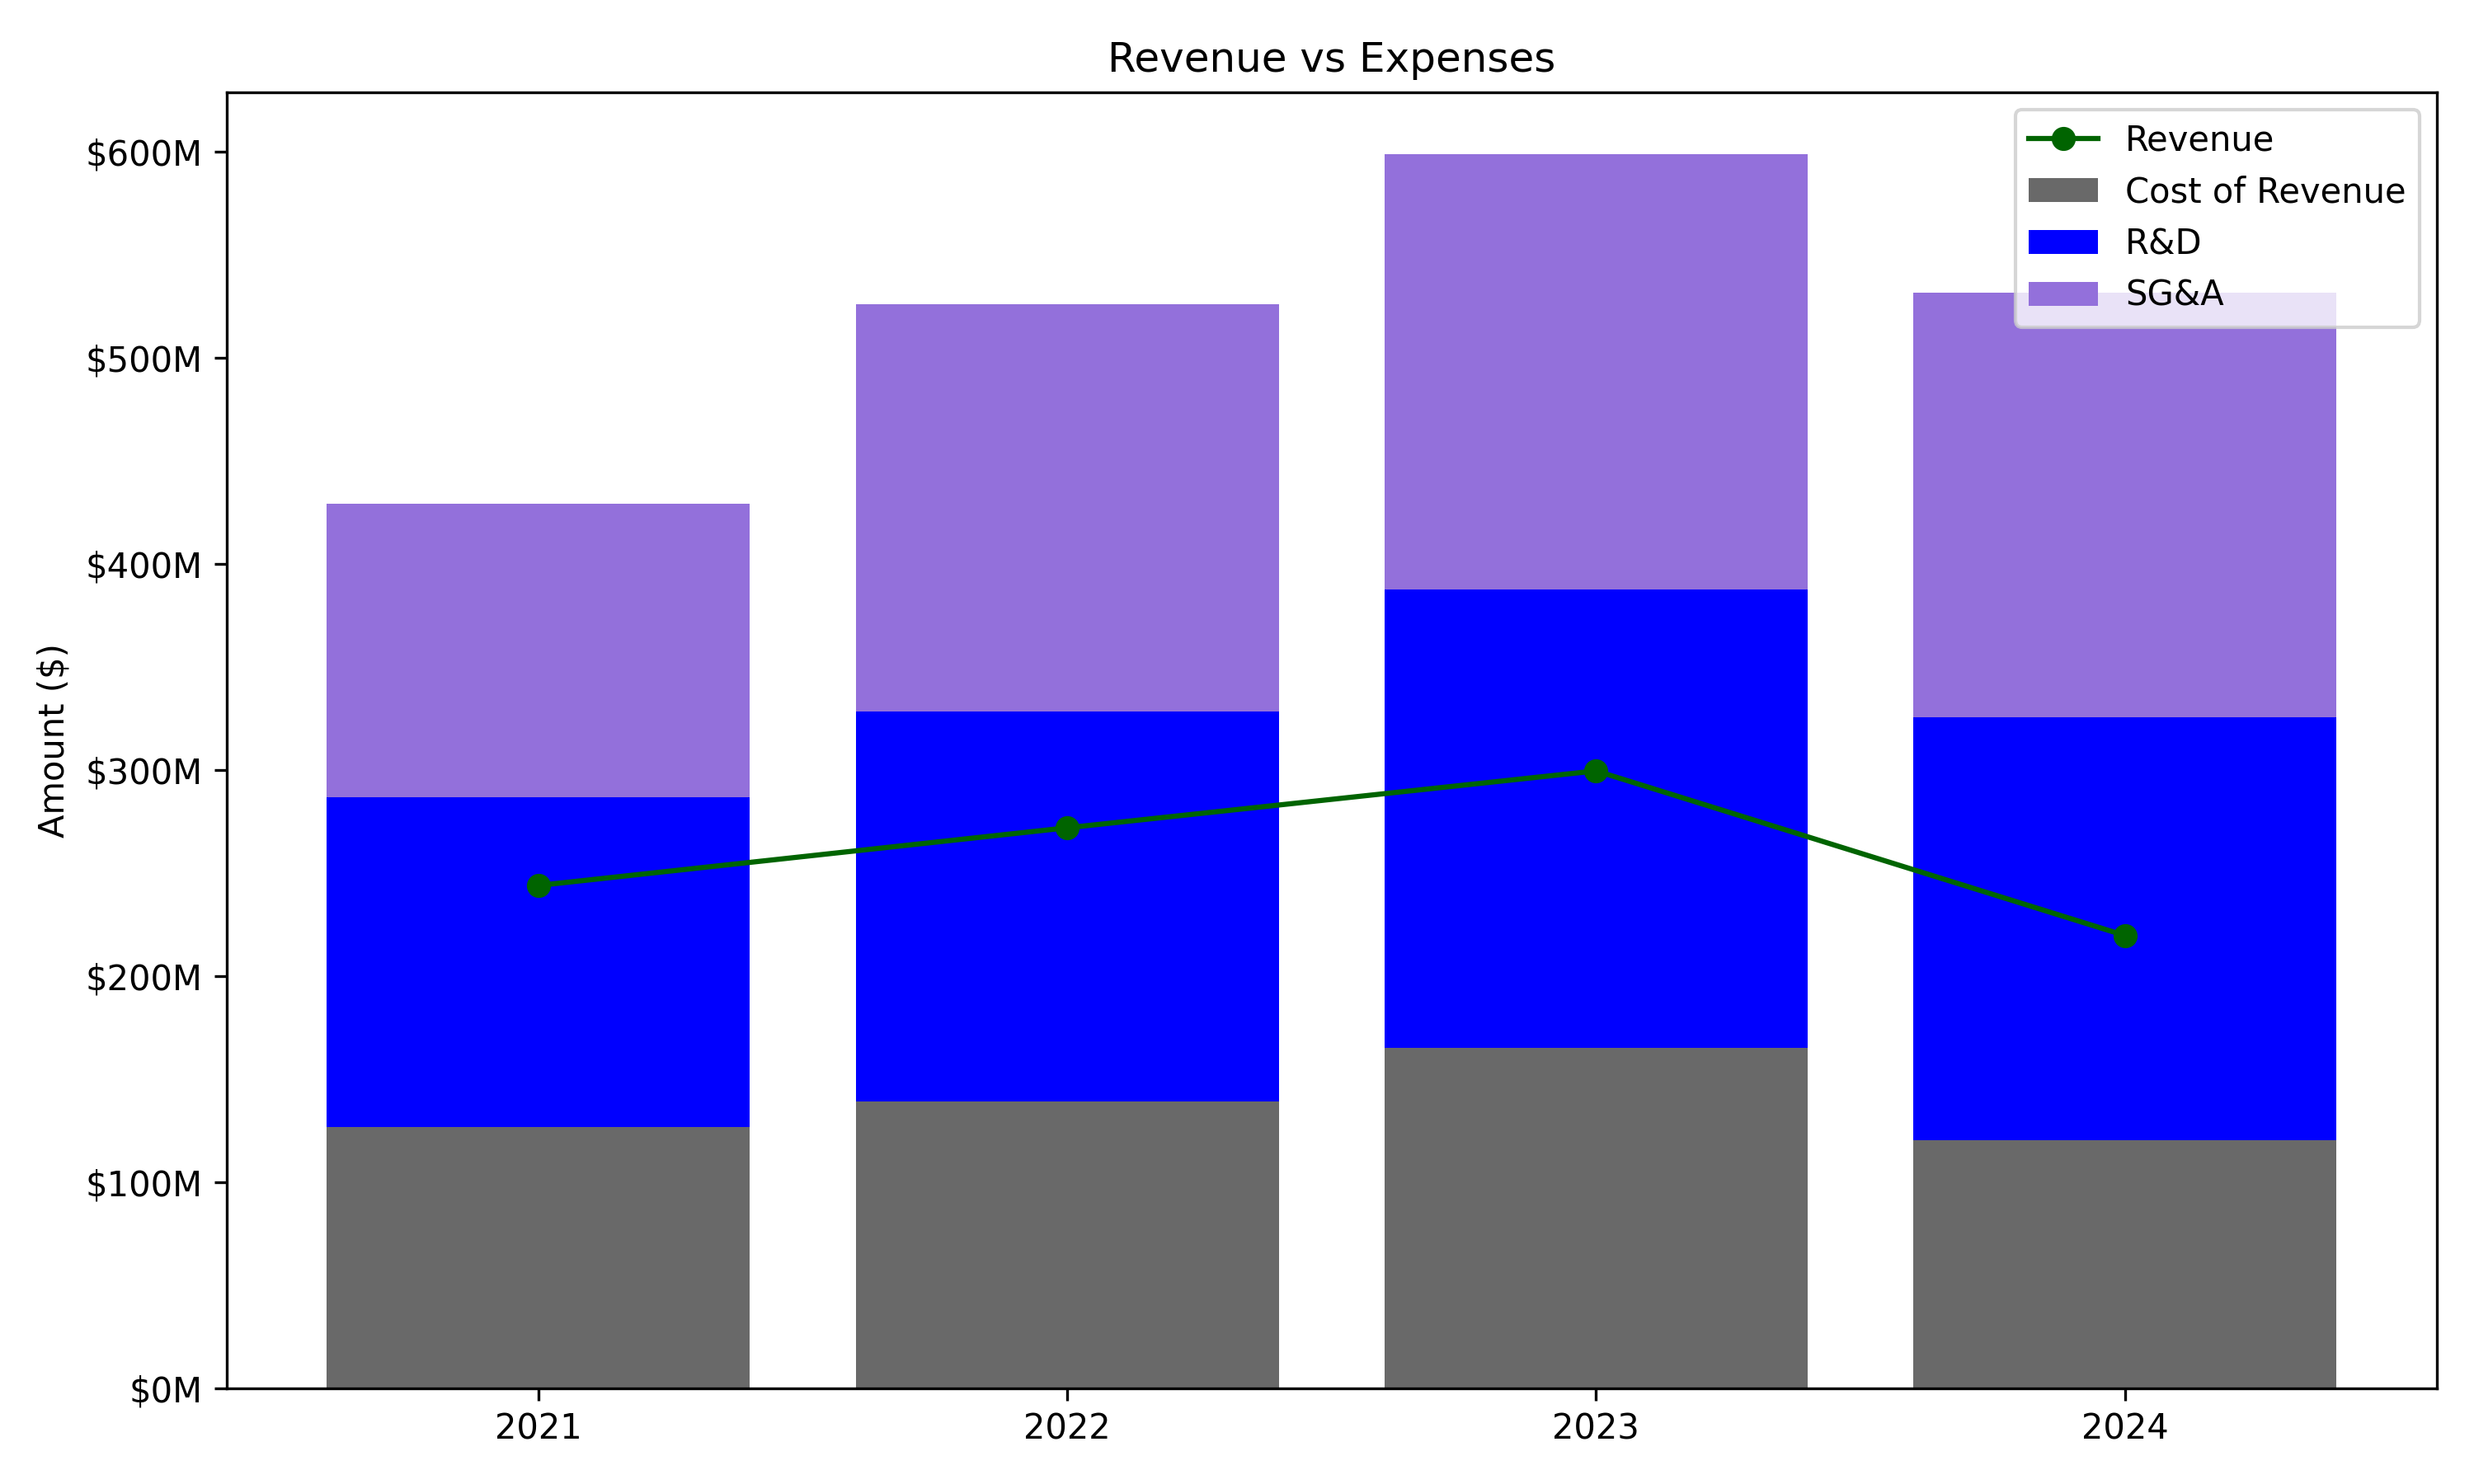 Revenue vs Expenses
Amount ($)
$600M
$500M
$400M
$300M
$200M
$100M
$0M
2021
2022
2023
2024
Revenue
Cost of Revenue
R&D
SG&A